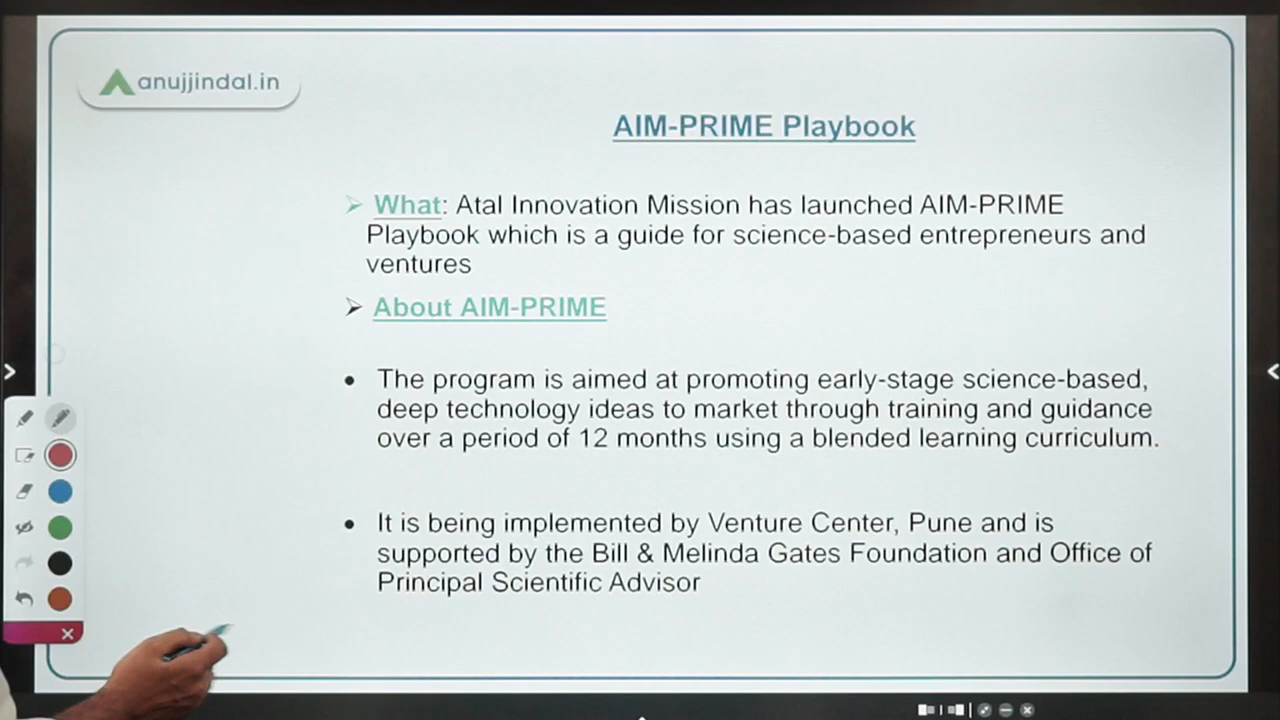 anujjindal.in
AIM-PRIME Playbook
What: Atal Innovation Mission has launched AIM-PRIME
Playbook which is a guide for science-based entrepreneurs and
ventures
About AIM-PRIME
The program is aimed at promoting early-stage science-based,
deep technology ideas to market through training and guidance
over a period of 12 months using a blended learning curriculum.
It is being implemented by Venture Center, Pune and is
supported by the Bill & Melinda Gates Foundation and Office of
Principal Scientific Advisor